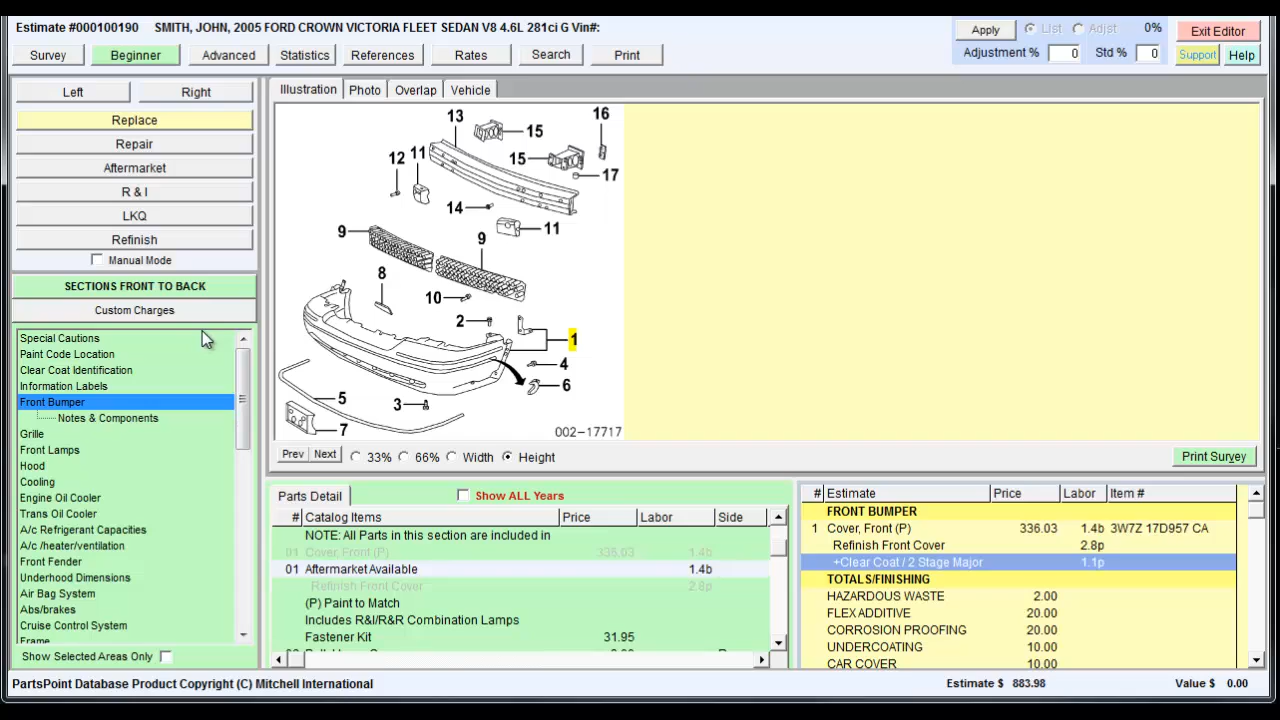 Estimate #000100190 SMITH, JOHN, 2005 FORD CROWN VICTORIA FLEET SEDAN V8 4.6L 281ci G Vin#:
Apply List Adjist 0% Exit Editor
Survey Beginner Advanced Statistics References Rates Search Print
Adjustment % 0 Std % 0 Support Help
Left Right
Replace
Repair
Aftermarket
R & I
LKQ
Refinish
Manual Mode
SECTIONS FRONT TO BACK
Custom Charges
Special Cautions
Paint Code Location
Clear Coat Identification
Information Labels
Front Bumper
Notes & Components
Grille
Front Lamps
Hood
Cooling
Engine Oil Cooler
Trans Oil Cooler
A/c Refrigerant Capacities
A/c /heater/ventilation
Front Fender
Underhood Dimensions
Air Bag System
Abs/brakes
Cruise Control System
Frame
Show Selected Areas Only
Illustration Photo Overlap Vehicle
13 15 16
12 11 15 17
14 11
9 9
8
10
2 1
4
6
5 3
7
002-17717
Prev Next 33% 66% Width Height Print Survey
Parts Detail Show ALL Years
# Catalog Items Price Labor Side
NOTE: All Parts in this section are included in
01 Cover, Front (P) 336.03 1.4b
01 Aftermarket Available 1.4b
Refinish Front Cover 2.8p
(P) Paint to Match
Includes R&I/R&R Combination Lamps
Fastener Kit 31.95
# Estimate Price Labor Item #
FRONT BUMPER
1 Cover, Front (P) 336.03 1.4b 3W7Z 17D957 CA
Refinish Front Cover 2.8p
+Clear Coat / 2 Stage Major 1.1p
TOTALS/FINISHING
HAZARDOUS WASTE 2.00
FLEX ADDITIVE 20.00
CORROSION PROOFING 10.00
UNDERCOATING 10.00
CAR COVER 10.00
PartsPoint Database Product Copyright (C) Mitchell International Estimate $ 883.98 Value $ 0.00